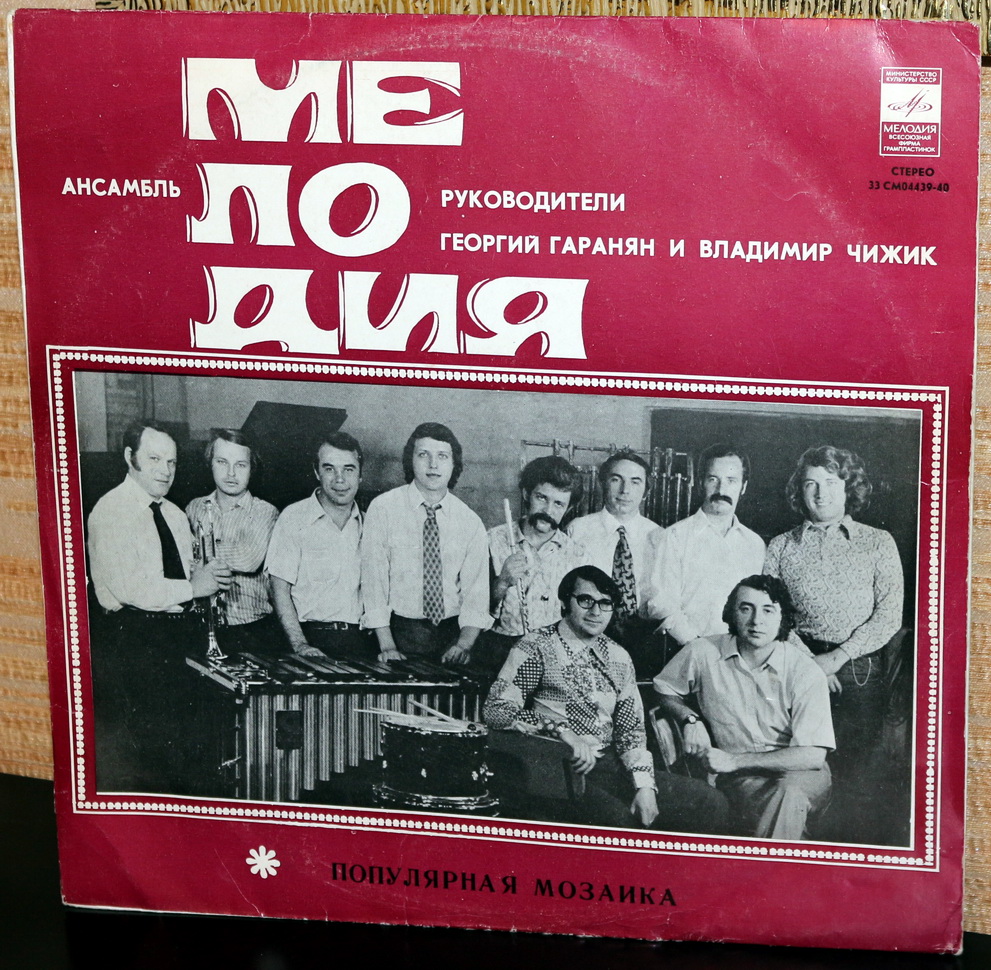 МЕ
ЛО
ДИЯ
АНСАМБЛЬ
РУКОВОДИТЕЛИ
ГЕОРГИЙ ГАРАНЯН И ВЛАДИМИР ЧИЖИК
МИНИСТЕРСТВО
КУЛЬТУРЫ СССР
МЕЛОДИЯ
ВСЕСОЮЗНАЯ
ФИРМА
ГРАМПЛАСТИНОК
СТЕРЕО
33 СМ04439-40
ПОПУЛЯРНАЯ МОЗАИКА